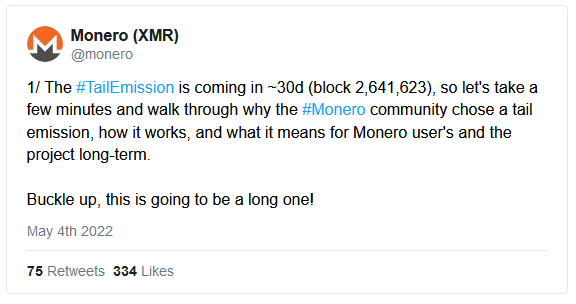 Monero (XMR)
@monero
1/ The #TailEmission is coming in ~30d (block 2,641,623), so let's take a
few minutes and walk through why the #Monero community chose a tail
emission, how it works, and what it means for Monero user's and the
project long-term.
Buckle up, this is going to be a long one!
May 4th 2022
75 Retweets 334 Likes